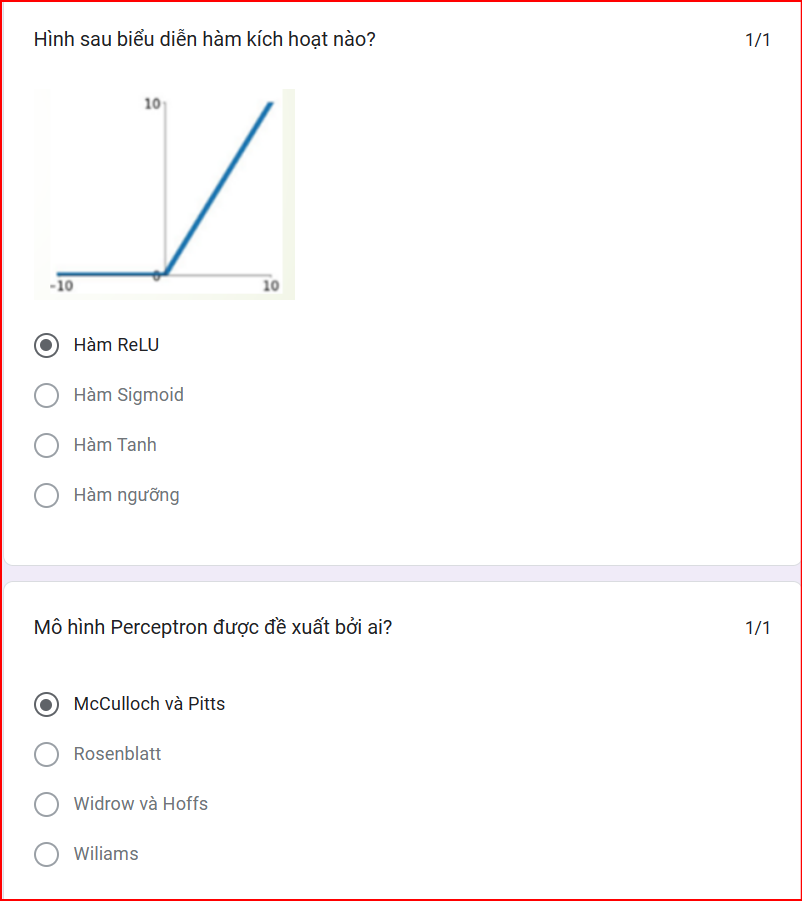 Hình sau biểu diễn hàm kích hoạt nào?
1/1
10
0
-10
10
Hàm ReLU
Hàm Sigmoid
Hàm Tanh
Hàm ngưỡng
Mô hình Perceptron được đề xuất bởi ai?
1/1
McCulloch và Pitts
Rosenblatt
Widrow và Hoffs
Wiliams